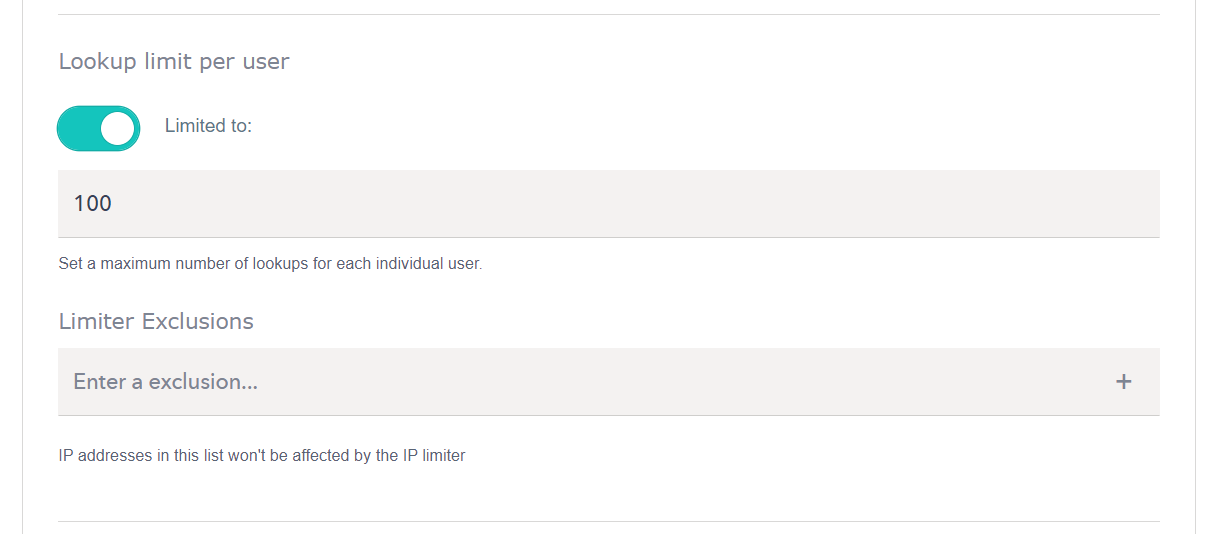 Lookup limit per user
Limited to:
100
Set a maximum number of lookups for each individual user.
Limiter Exclusions
Enter a exclusion...
+
IP addresses in this list won't be affected by the IP limiter